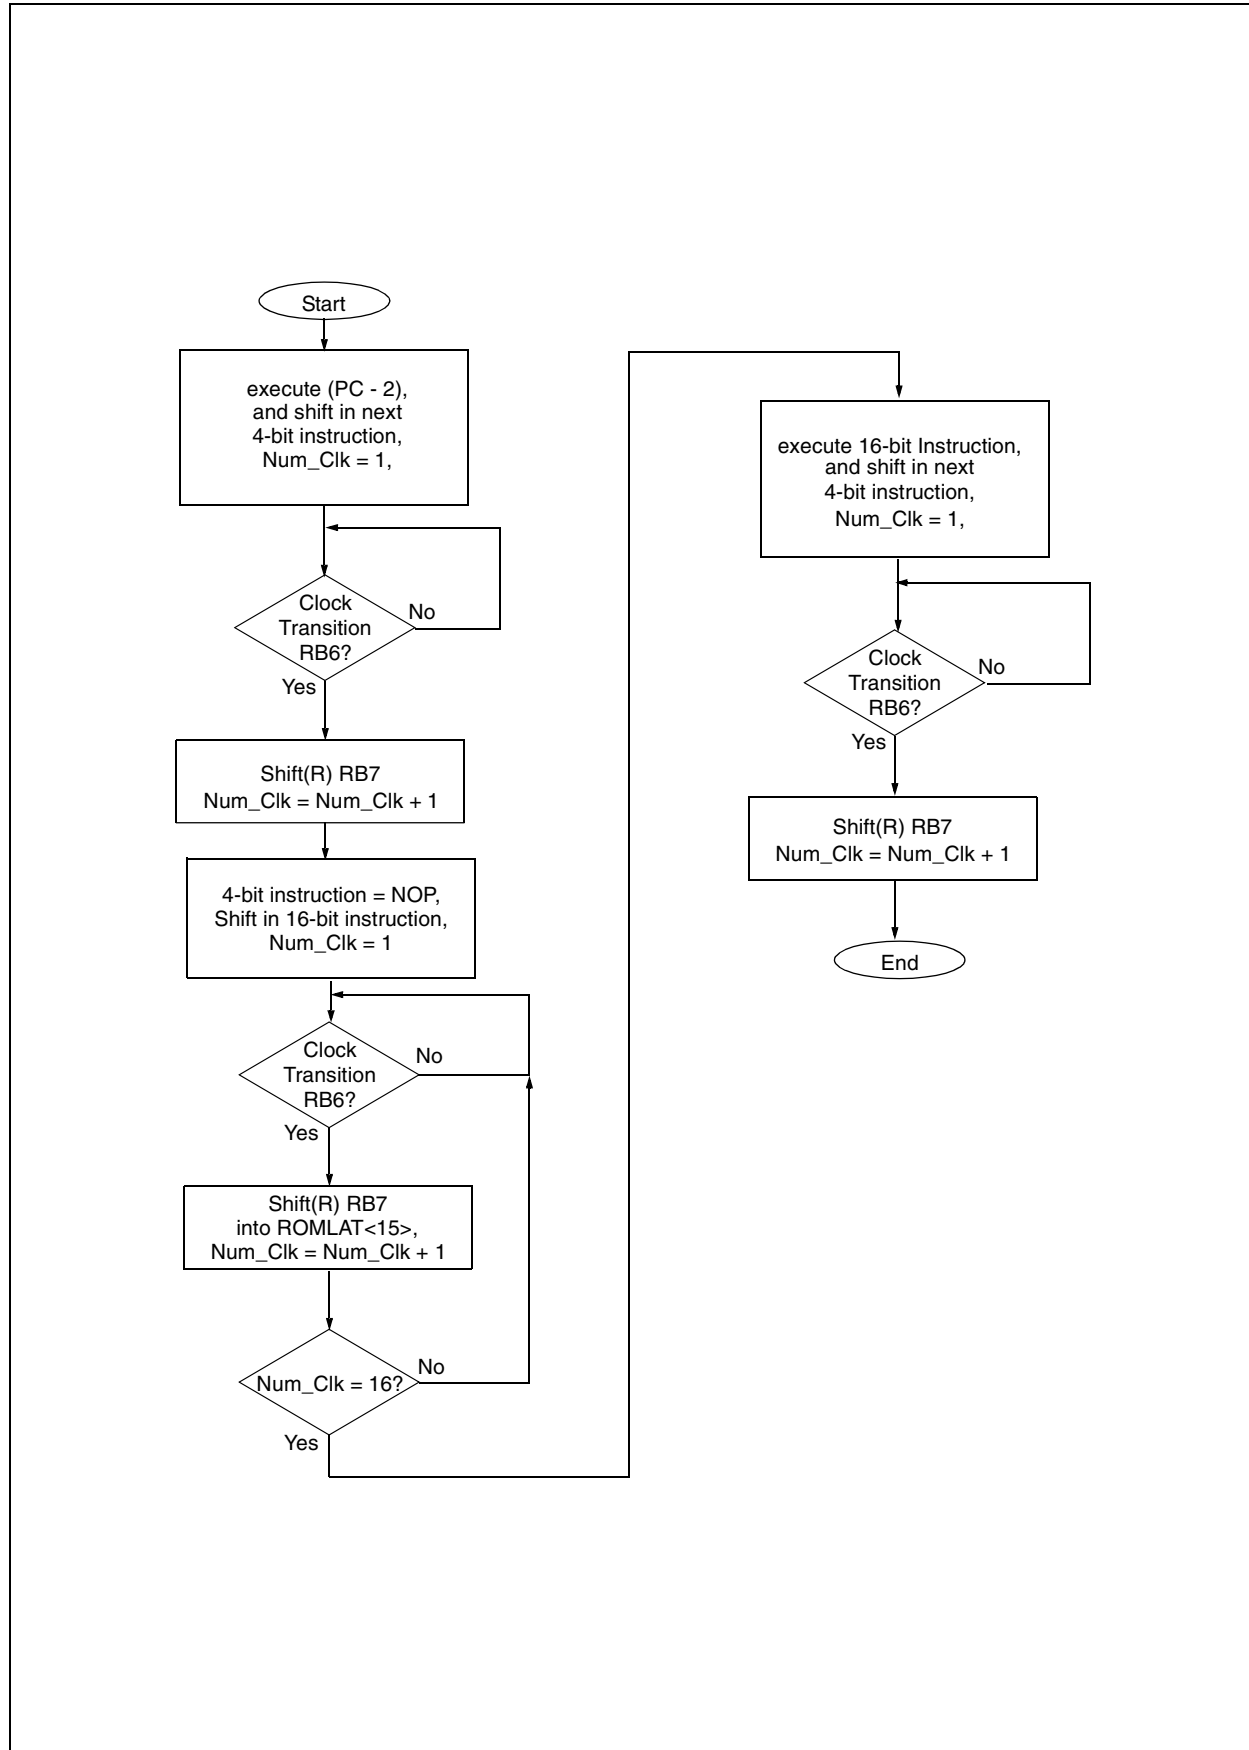 Start
execute (PC - 2),
and shift in next
4-bit instruction,
Num_Clk = 1,
Clock
Transition
RB6?
No
Yes
Shift(R) RB7
Num_Clk = Num_Clk + 1
4-bit instruction = NOP,
Shift in 16-bit instruction,
Num_Clk = 1
Clock
Transition
RB6?
No
Yes
Shift(R) RB7
into ROMLAT<15>,
Num_Clk = Num_Clk + 1
Num_Clk = 16?
No
Yes
execute 16-bit Instruction,
and shift in next
4-bit instruction,
Num_Clk = 1,
Clock
Transition
RB6?
No
Yes
Shift(R) RB7
Num_Clk = Num_Clk + 1
End